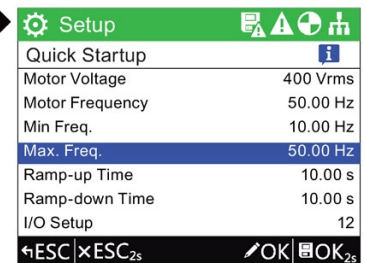 Setup
Quick Startup i
Motor Voltage 400 Vrms
Motor Frequency 50.00 Hz
Min Freq. 10.00 Hz
Max. Freq. 50.00 Hz
Ramp-up Time 10.00 s
Ramp-down Time 10.00 s
I/O Setup 12
ESC ESC2s OK OK2s